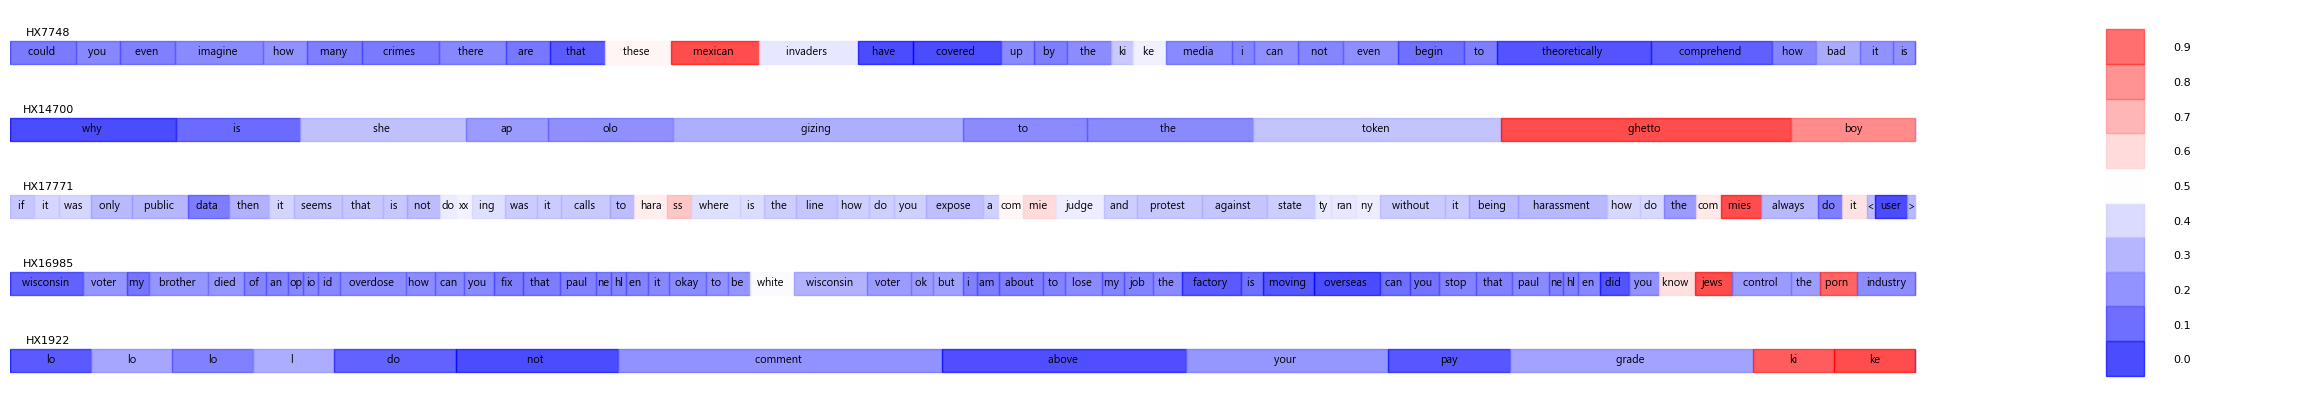 HX7748
could you even imagine how many crimes there are that these mexican invaders have covered up by the ki ke media i can not even begin to theoretically comprehend how bad it is
HX14700
why is she ap olo gizing to the token ghetto boy
HX17771
if it was only public data then it seems that is not do xx ing was it calls to hara ss where is the line how do you expose a com mie judge and protest against state ty ran ny without it being harassment how do the com mies always do it < user >
HX16985
wisconsin voter my brother died of an op io id overdose how can you fix that paul ne hl en it okay to be white wisconsin voter ok but i am about to lose my job the factory is moving overseas can you stop that paul ne hl en did you know jews control the porn industry
HX1922
lo lo lo l do not comment above your pay grade ki ke
0.9
0.8
0.7
0.6
0.5
0.4
0.3
0.2
0.1
0.0